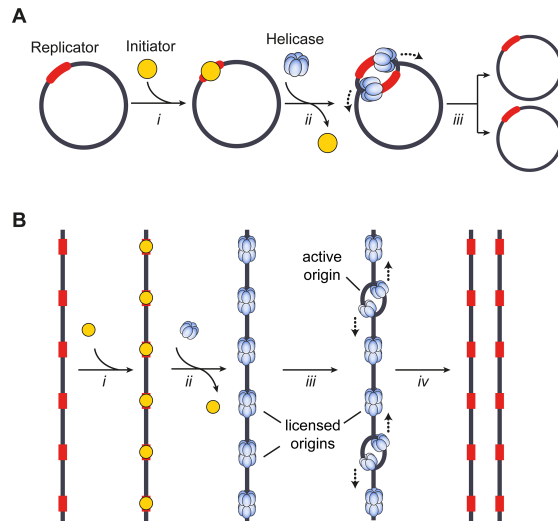 A
Replicator
Initiator
Helicase
i
ii
iii
B
active
origin
i
ii
iii
iv
licensed
origins